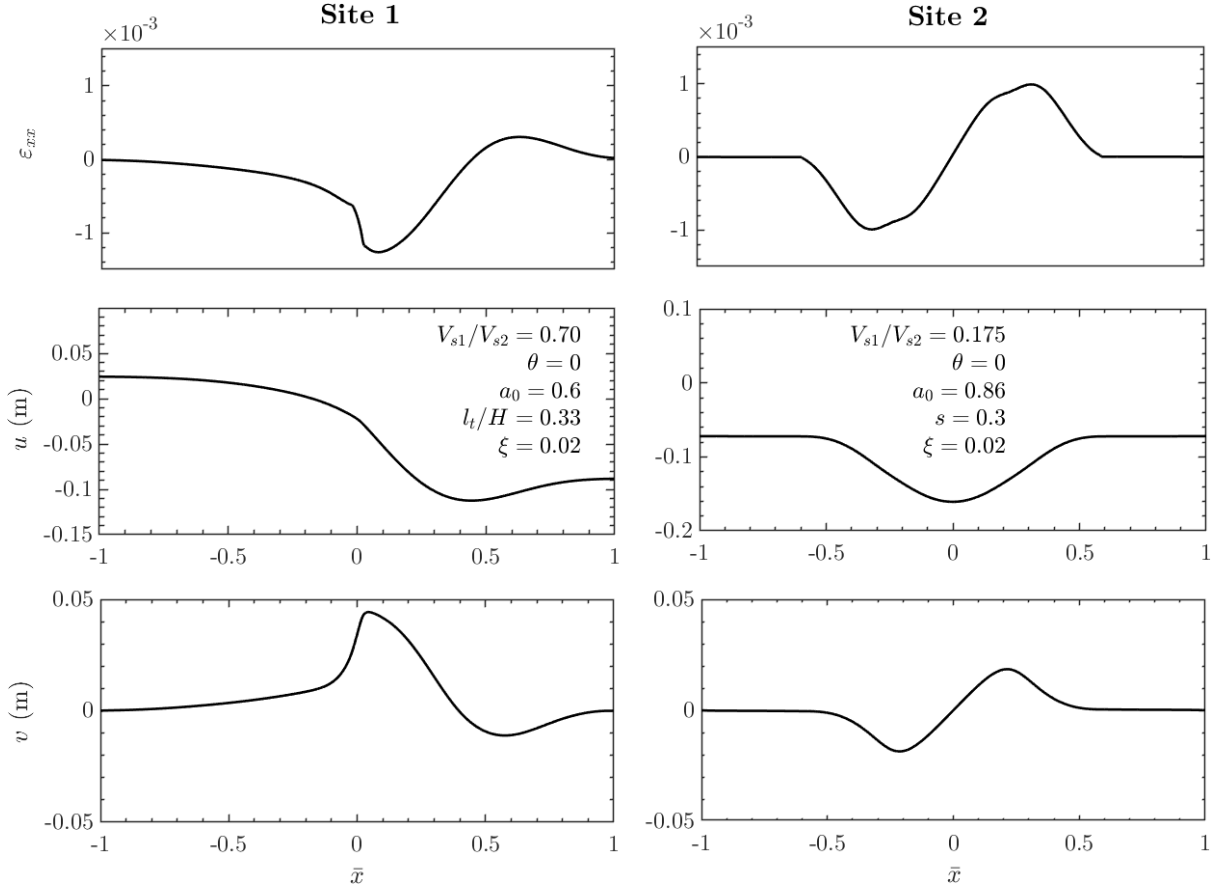 Site 1
×10⁻³
1
0
-1
ε_xx
Site 2
×10⁻³
1
0
-1
0.05
0
-0.05
-0.1
-0.15
u (m)
V_s1/V_s2 = 0.70
θ = 0
a_0 = 0.6
l_t/H = 0.33
ξ = 0.02
-1 -0.5 0 0.5 1
0.1
0
-0.1
-0.2
V_s1/V_s2 = 0.175
θ = 0
a_0 = 0.86
s = 0.3
ξ = 0.02
-1 -0.5 0 0.5 1
0.05
0
-0.05
v (m)
-1 -0.5 0 0.5 1
x̄
0.05
0
-0.05
-1 -0.5 0 0.5 1
x̄